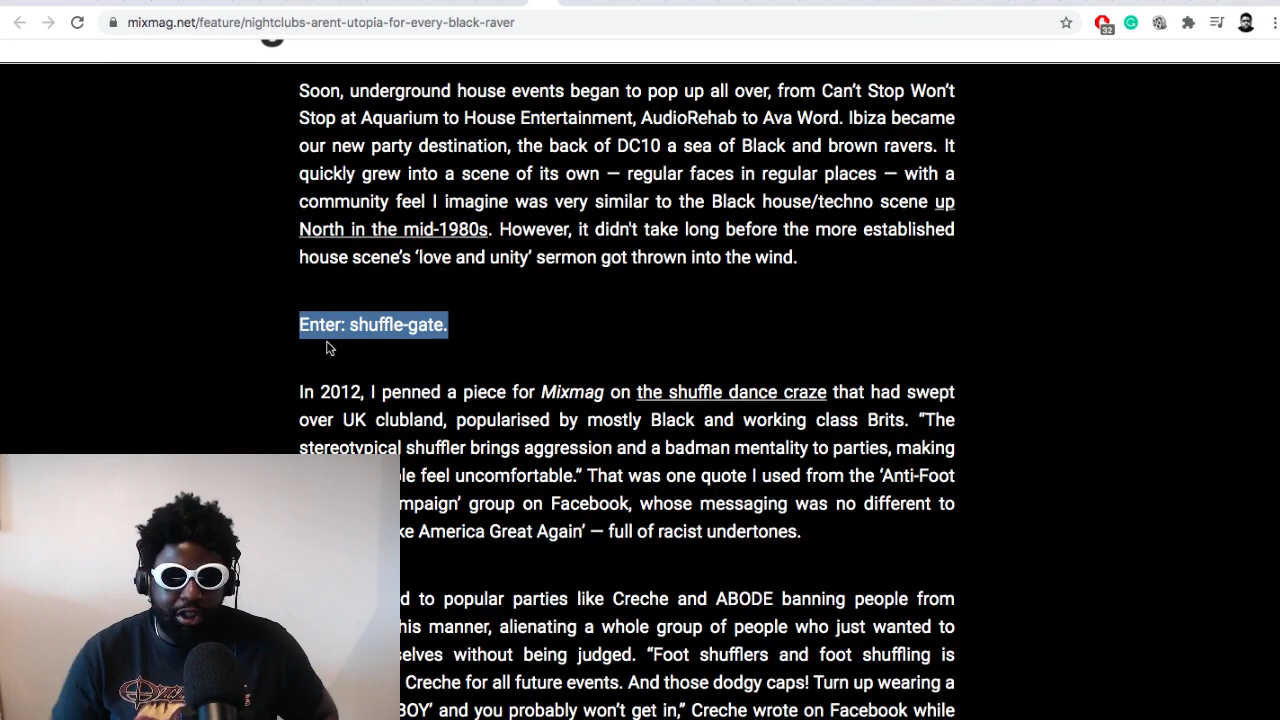 mixmag.net/feature/nightclubs-arent-utopia-for-every-black-raver
32
Soon, underground house events began to pop up all over, from Can’t Stop Won’t
Stop at Aquarium to House Entertainment, AudioRehab to Ava Word. Ibiza became
our new party destination, the back of DC10 a sea of Black and brown ravers. It
quickly grew into a scene of its own — regular faces in regular places — with a
community feel I imagine was very similar to the Black house/techno scene up
North in the mid-1980s. However, it didn't take long before the more established
house scene’s ‘love and unity’ sermon got thrown into the wind.
Enter: shuffle-gate.
In 2012, I penned a piece for Mixmag on the shuffle dance craze that had swept
over UK clubland, popularised by mostly Black and working class Brits. “The
stereotypical shuffler brings aggression and a badman mentality to parties, making
le feel uncomfortable.” That was one quote I used from the ‘Anti-Foot
mpaign’ group on Facebook, whose messaging was no different to
ke America Great Again’ — full of racist undertones.
d to popular parties like Creche and ABODE banning people from
his manner, alienating a whole group of people who just wanted to
selves without being judged. “Foot shufflers and foot shuffling is
Creche for all future events. And those dodgy caps! Turn up wearing a
BOY’ and you probably won’t get in,” Creche wrote on Facebook while